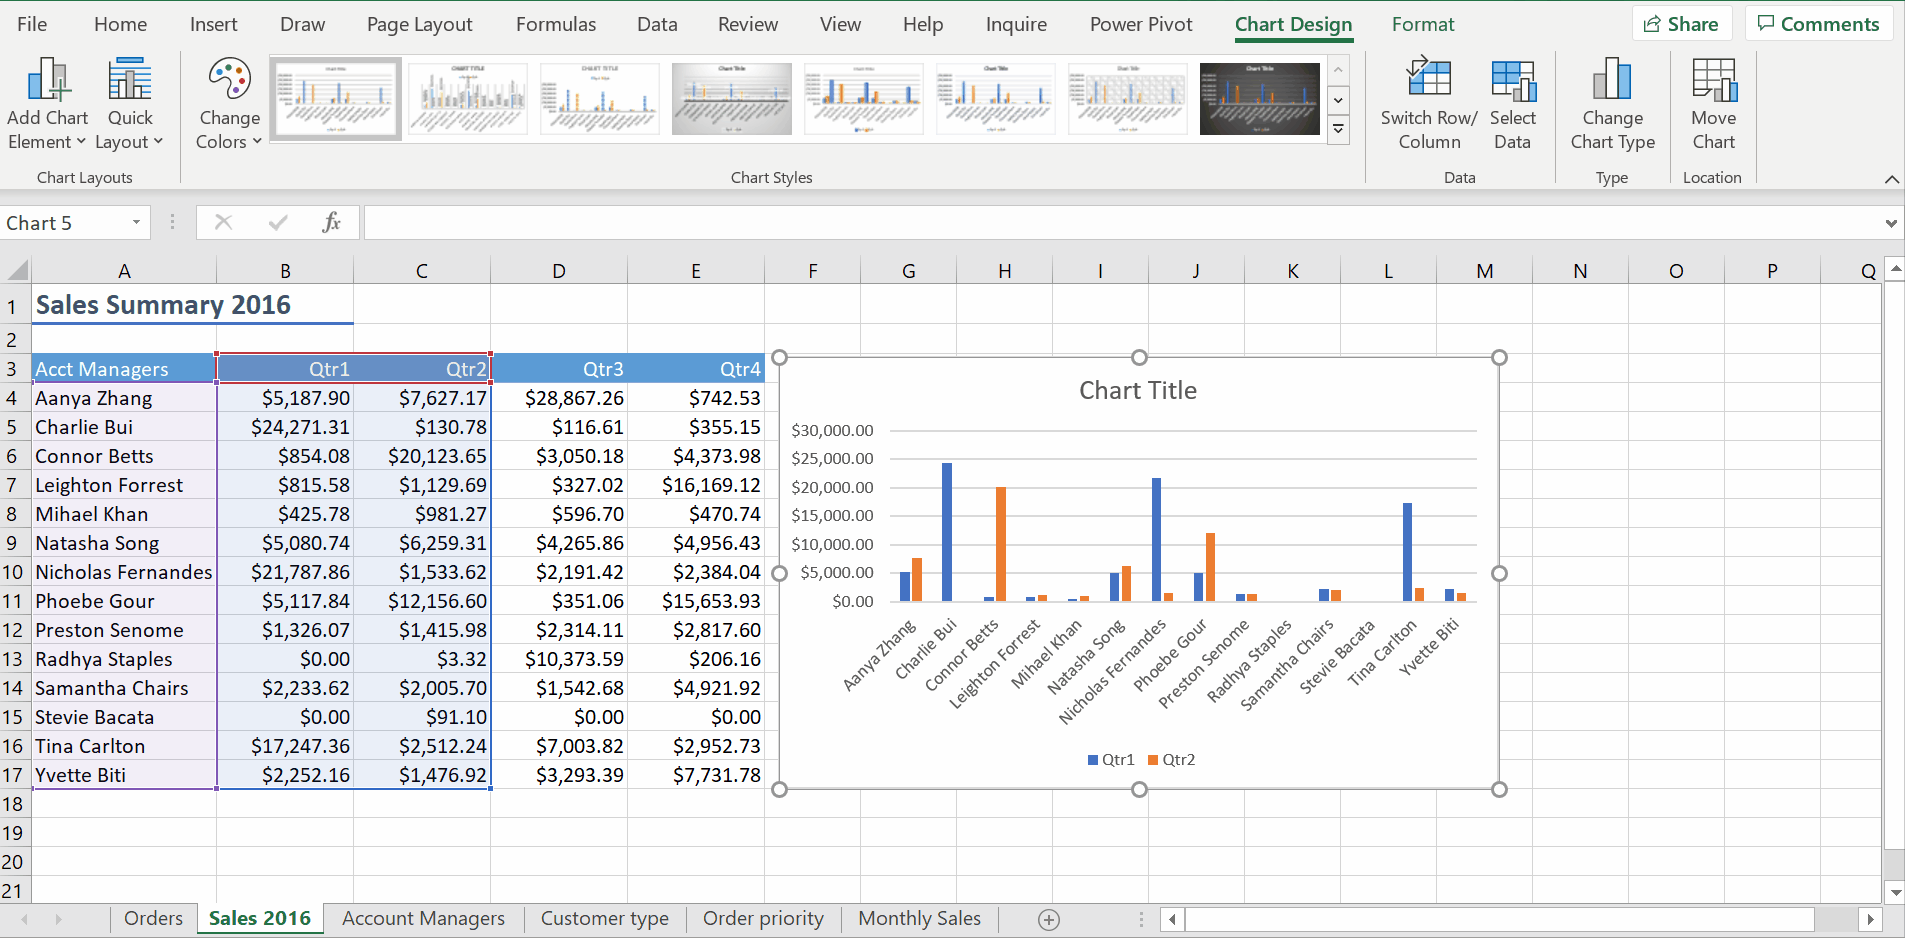 File Home Insert Draw Page Layout Formulas Data Review View Help Inquire Power Pivot Chart Design Format Share Comments
Add Chart Element
Quick Layout
Change Colors
Switch Row/ Column
Select Data
Change Chart Type
Move Chart
Chart Layouts Chart Styles Data Type Location
Chart 5 fx
A B C D E F G H I J K L M N O P Q
1 Sales Summary 2016
2
3 Acct Managers Qtr1 Qtr2 Qtr3 Qtr4
4 Aanya Zhang $5,187.90 $7,627.17 $28,867.26 $742.53
5 Charlie Bui $24,271.31 $130.78 $116.61 $355.15
6 Connor Betts $854.08 $20,123.65 $3,050.18 $4,373.98
7 Leighton Forrest $815.58 $1,129.69 $327.02 $16,169.12
8 Mihael Khan $425.78 $981.27 $596.70 $470.74
9 Natasha Song $5,080.74 $6,259.31 $4,265.86 $4,956.43
10 Nicholas Fernandes $21,787.86 $1,533.62 $2,191.42 $2,384.04
11 Phoebe Gour $5,117.84 $12,156.60 $351.06 $15,653.93
12 Preston Senome $1,326.07 $1,415.98 $2,314.11 $2,817.60
13 Radhya Staples $0.00 $3.32 $10,373.59 $206.16
14 Samantha Chairs $2,233.62 $2,005.70 $1,542.68 $4,921.92
15 Stevie Bacata $0.00 $91.10 $0.00 $0.00
16 Tina Carlton $17,247.36 $2,512.24 $7,003.82 $2,952.73
17 Yvette Biti $2,252.16 $1,476.92 $3,293.39 $7,731.78
18
19
20
21
Chart Title
$30,000.00
$25,000.00
$20,000.00
$15,000.00
$10,000.00
$5,000.00
$0.00
Aanya Zhang
Charlie Bui
Connor Betts
Leighton Forrest
Mihael Khan
Natasha Song
Nicholas Fernandes
Phoebe Gour
Preston Senome
Radhya Staples
Samantha Chairs
Stevie Bacata
Tina Carlton
Yvette Biti
Qtr1 Qtr2
Orders Sales 2016 Account Managers Customer type Order priority Monthly Sales